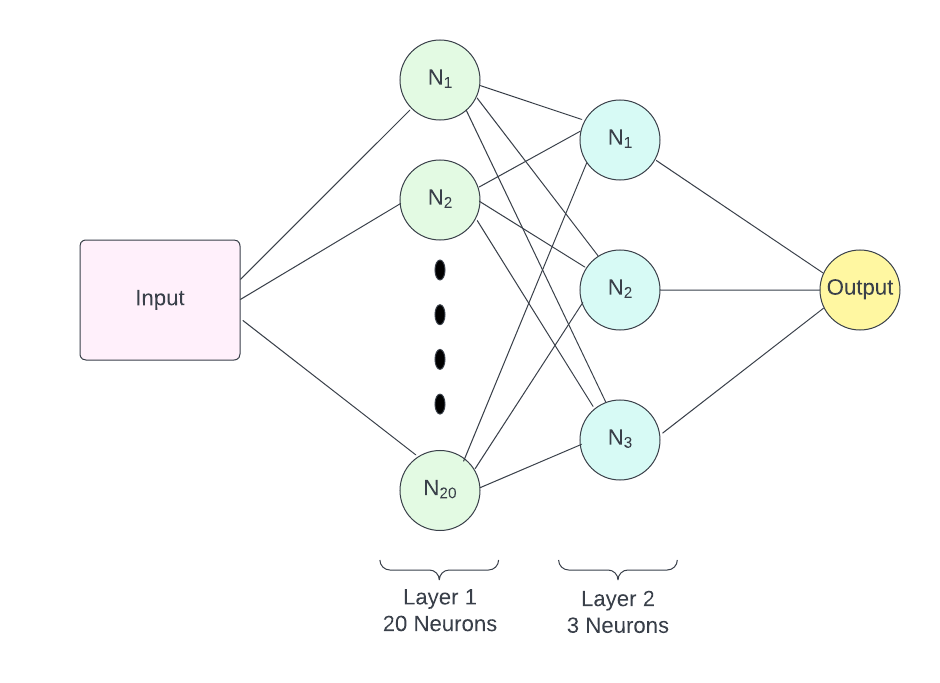 Input
N₁
N₂
N₂₀
N₁
N₂
N₃
Output
Layer 1
20 Neurons
Layer 2
3 Neurons